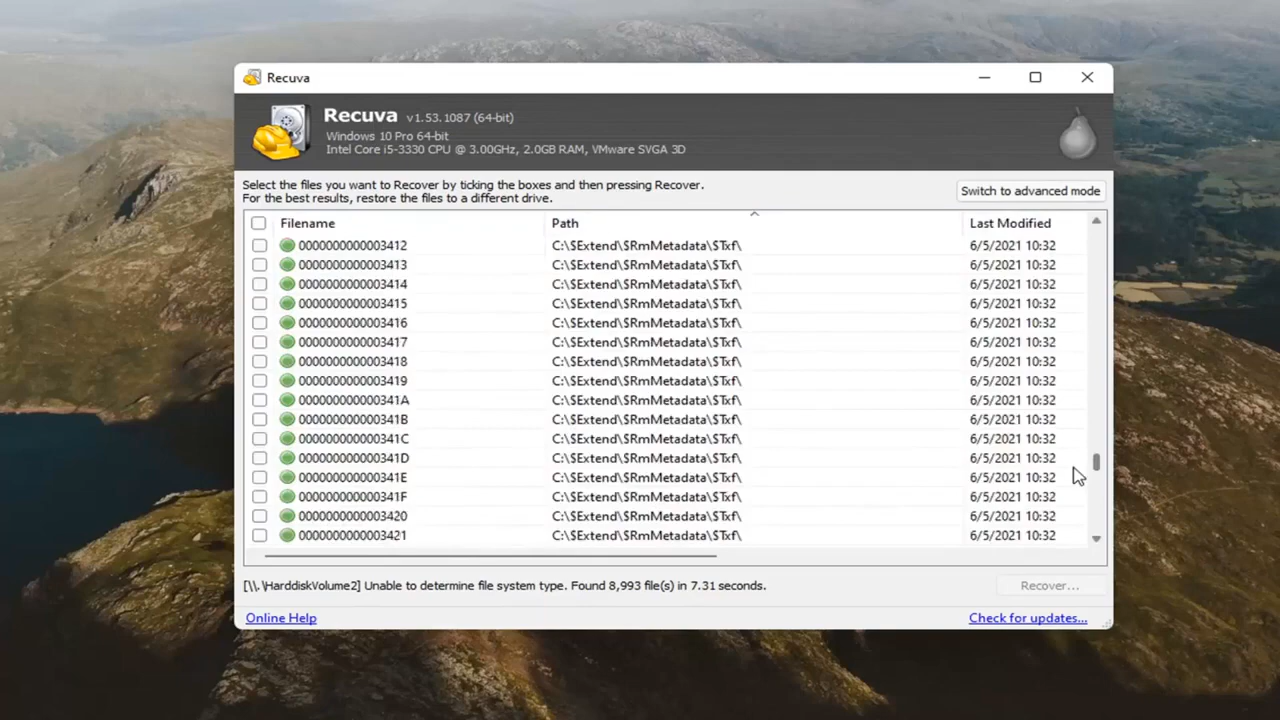 Recuva
Recuva v1.53.1087 (64-bit)
Windows 10 Pro 64-bit
Intel Core i5-3330 CPU @ 3.00GHz, 2.0GB RAM, VMware SVGA 3D
Select the files you want to Recover by ticking the boxes and then pressing Recover.
For the best results, restore the files to a different drive.
Switch to advanced mode
Filename Path Last Modified
0000000000003412 C:\$Extend\$RmMetadata\$Txf\ 6/5/2021 10:32
0000000000003413 C:\$Extend\$RmMetadata\$Txf\ 6/5/2021 10:32
0000000000003414 C:\$Extend\$RmMetadata\$Txf\ 6/5/2021 10:32
0000000000003415 C:\$Extend\$RmMetadata\$Txf\ 6/5/2021 10:32
0000000000003416 C:\$Extend\$RmMetadata\$Txf\ 6/5/2021 10:32
0000000000003417 C:\$Extend\$RmMetadata\$Txf\ 6/5/2021 10:32
0000000000003418 C:\$Extend\$RmMetadata\$Txf\ 6/5/2021 10:32
0000000000003419 C:\$Extend\$RmMetadata\$Txf\ 6/5/2021 10:32
000000000000341A C:\$Extend\$RmMetadata\$Txf\ 6/5/2021 10:32
000000000000341B C:\$Extend\$RmMetadata\$Txf\ 6/5/2021 10:32
000000000000341C C:\$Extend\$RmMetadata\$Txf\ 6/5/2021 10:32
000000000000341D C:\$Extend\$RmMetadata\$Txf\ 6/5/2021 10:32
000000000000341E C:\$Extend\$RmMetadata\$Txf\ 6/5/2021 10:32
000000000000341F C:\$Extend\$RmMetadata\$Txf\ 6/5/2021 10:32
0000000000003420 C:\$Extend\$RmMetadata\$Txf\ 6/5/2021 10:32
0000000000003421 C:\$Extend\$RmMetadata\$Txf\ 6/5/2021 10:32
[\\.\HarddiskVolume2] Unable to determine file system type. Found 8,993 file(s) in 7.31 seconds.
Recover...
Online Help
Check for updates...